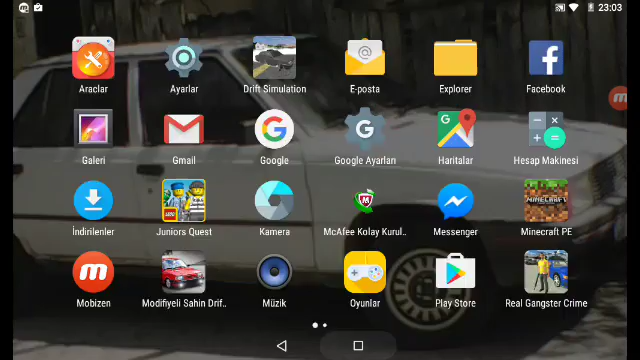 23:03
Araclar
Ayarlar
Drift Simulation
E-posta
Explorer
Facebook
Galeri
Gmail
Google
Google Ayarları
Haritalar
Hesap Makinesi
İndirilenler
LEGO
Juniors Quest
Kamera
McAfee Kolay Kurul..
Messenger
MINECRAFT
Minecraft PE
Mobizen
Modifiyeli Sahin Drif..
Müzik
Oyunlar
Play Store
Real Gangster Crime